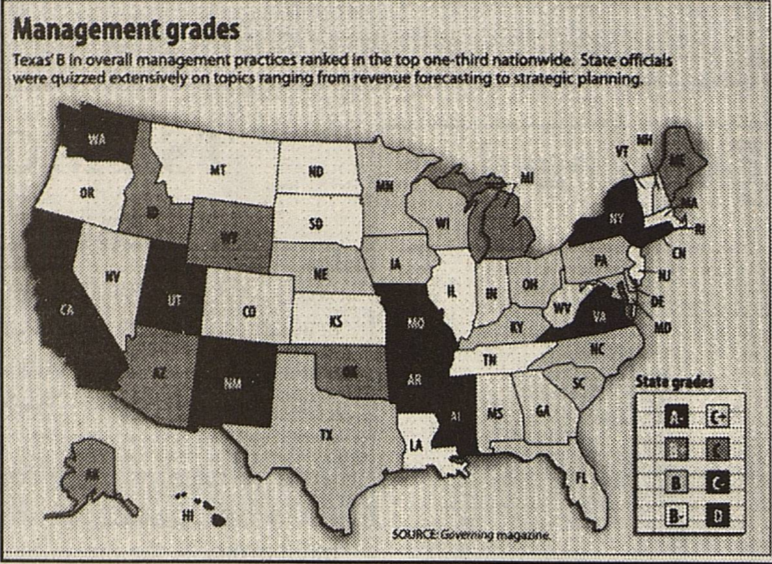 Management grades
Texas' B in overall management practices ranked in the top one-third nationwide. State officials
were quizzed extensively on topics ranging from revenue forecasting to strategic planning.
WA
OR
ID
MT
WY
ND
SD
NE
KS
MN
WI
MI
IA
IL
IN
OH
NV
UT
CO
CA
AZ
NM
OK
TX
MO
AR
AL
LA
MS
GA
FL
TN
KY
WV
VA
NC
SC
PA
NY
VT
NH
ME
MA
RI
CN
NJ
DE
MD
AK
HI
State grades
A-
C+
B+
C
B
C-
B-
D
SOURCE: Governing magazine.